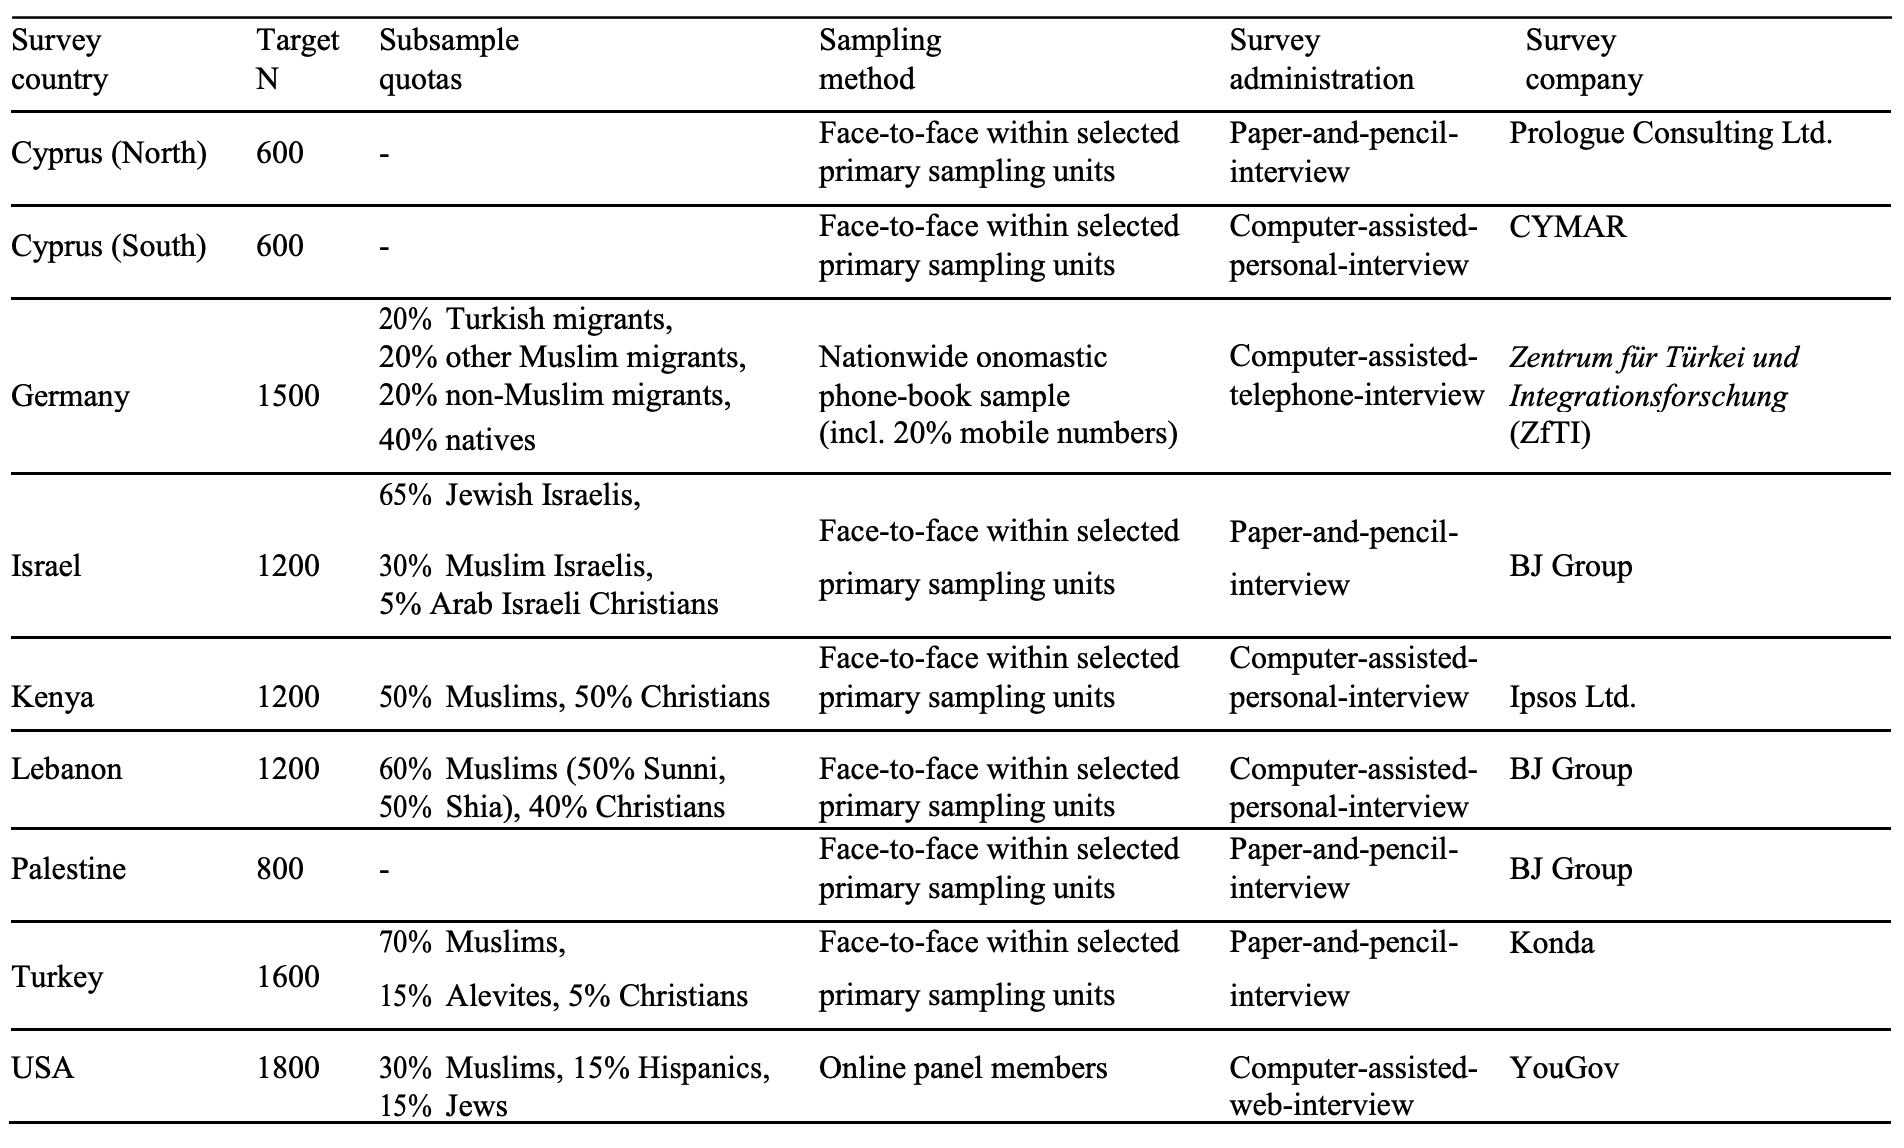 Survey country
Target N
Subsample quotas
Sampling method
Survey administration
Survey company
Cyprus (North)
600
-
Face-to-face within selected
primary sampling units
Paper-and-pencil-
interview
Prologue Consulting Ltd.
Cyprus (South)
600
-
Face-to-face within selected
primary sampling units
Computer-assisted-
personal-interview
CYMAR
Germany
1500
20% Turkish migrants,
20% other Muslim migrants,
20% non-Muslim migrants,
40% natives
Nationwide onomastic
phone-book sample
(incl. 20% mobile numbers)
Computer-assisted-
telephone-interview
Zentrum für Türkei und
Integrationsforschung
(ZfTI)
Israel
1200
65% Jewish Israelis,
30% Muslim Israelis,
5% Arab Israeli Christians
Face-to-face within selected
primary sampling units
Paper-and-pencil-
interview
BJ Group
Kenya
1200
50% Muslims, 50% Christians
Face-to-face within selected
primary sampling units
Computer-assisted-
personal-interview
Ipsos Ltd.
Lebanon
1200
60% Muslims (50% Sunni,
50% Shia), 40% Christians
Face-to-face within selected
primary sampling units
Computer-assisted-
personal-interview
BJ Group
Palestine
800
-
Face-to-face within selected
primary sampling units
Paper-and-pencil-
interview
BJ Group
Turkey
1600
70% Muslims,
15% Alevites, 5% Christians
Face-to-face within selected
primary sampling units
Paper-and-pencil-
interview
Konda
USA
1800
30% Muslims, 15% Hispanics,
15% Jews
Online panel members
Computer-assisted-
web-interview
YouGov